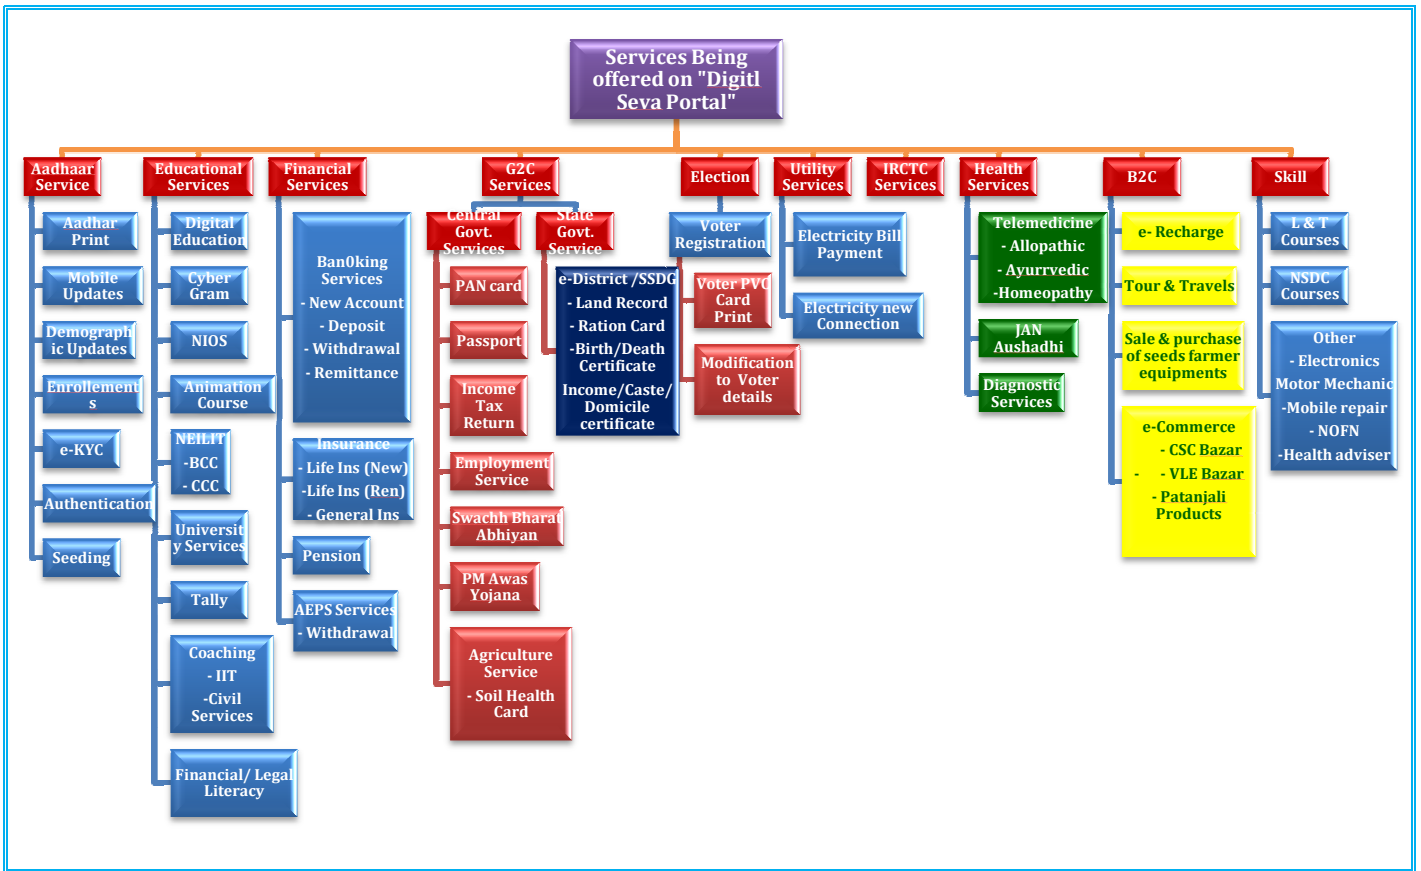 Services Being
offered on "Digitl
Seva Portal"
Aadhaar
Service
Aadhar
Print
Mobile
Updates
Demograph
ic Updates
Enrollement
s
e-KYC
Authentication
Seeding
Educational
Services
Digital
Education
Cyber
Gram
NIOS
Animation
Course
NEILIT
-BCC
- CCC
Universit
y Services
Tally
Coaching
- IIT
-Civil
Services
Financial/ Legal
Literacy
Financial
Services
Ban0king
Services
- New Account
- Deposit
- Withdrawal
- Remittance
Insurance
- Life Ins (New)
-Life Ins (Ren)
- General Ins
Pension
AEPS Services
- Withdrawal
G2C
Services
Central
Govt.
Services
PAN card
Passport
Income
Tax
Return
Employment
Service
Swachh Bharat
Abhiyan
PM Awas
Yojana
Agriculture
Service
- Soil Health
Card
State
Govt.
Service
e-District /SSDG
- Land Record
- Ration Card
-Birth/Death
Certificate
Income/Caste/
Domicile
certificate
Election
Voter
Registration
Voter PVC
Card
Print
Modification
to Voter
details
Utility
Services
Electricity Bill
Payment
Electricity new
Connection
IRCTC
Services
Health
Services
Telemedicine
- Allopathic
- Ayurrvedic
-Homeopathy
JAN
Aushadhi
Diagnostic
Services
B2C
e- Recharge
Tour & Travels
Sale & purchase
of seeds farmer
equipments
e-Commerce
- CSC Bazar
- - VLE Bazar
- Patanjali
Products
Skill
L & T
Courses
NSDC
Courses
Other
- Electronics
Motor Mechanic
-Mobile repair
- NOFN
-Health adviser